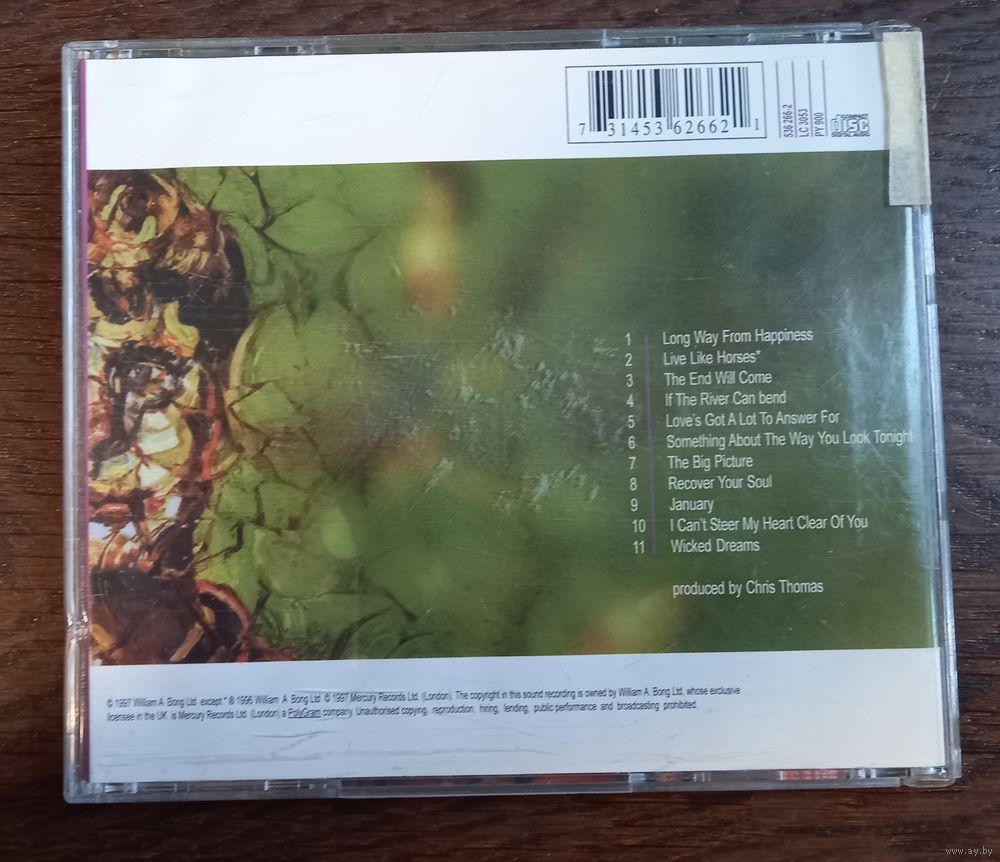 7 31453 62662 1
536 266-2
LC 3053
PY 900
COMPACT
disc
DIGITAL AUDIO
1 Long Way From Happiness
2 Live Like Horses*
3 The End Will Come
4 If The River Can bend
5 Love's Got A Lot To Answer For
6 Something About The Way You Look Tonight
7 The Big Picture
8 Recover Your Soul
9 January
10 I Can't Steer My Heart Clear Of You
11 Wicked Dreams
produced by Chris Thomas
© 1997 William A. Bong Ltd. except * ® 1996 William A. Bong Ltd. © 1997 Mercury Records Ltd. (London). The copyright in this sound recording is owned by William A. Bong Ltd. whose exclusive
licensee in the UK is Mercury Records Ltd. (London) a PolyGram company. Unauthorised copying, reproduction, hiring, lending, public performance and broadcasting prohibited.
www.ay.by